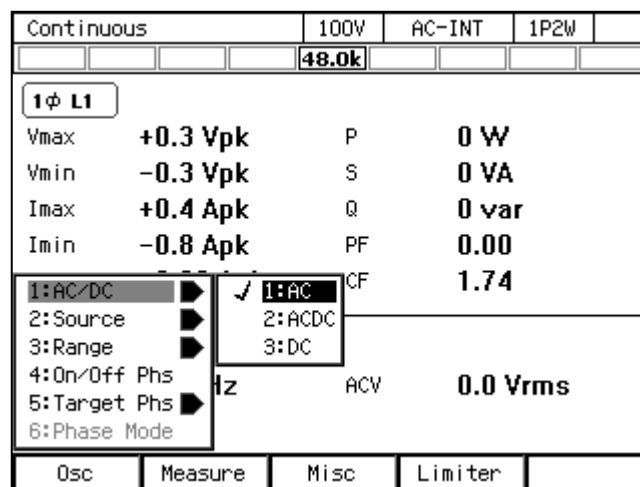 Continuous 100V AC-INT 1P2W
48.0k
1ϕ L1
Vmax +0.3 Vpk P 0 W
Vmin -0.3 Vpk S 0 VA
Imax +0.4 Apk Q 0 var
Imin -0.8 Apk PF 0.00
CF 1.74
1:AC/DC ✓ 1:AC
2:Source 2:ACDC
3:Range 3:DC
4:On/Off Phs Hz ACV 0.0 Vrms
5:Target Phs
6:Phase Mode
Osc Measure Misc Limiter